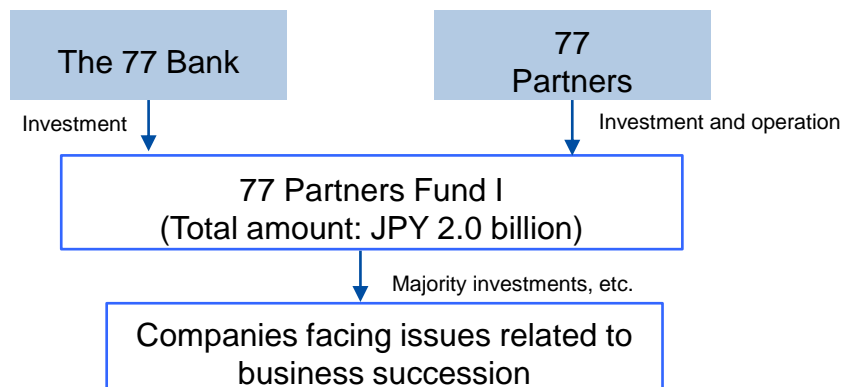 The 77 Bank
77
Partners
Investment
Investment and operation
77 Partners Fund I
(Total amount: JPY 2.0 billion)
Majority investments, etc.
Companies facing issues related to
business succession